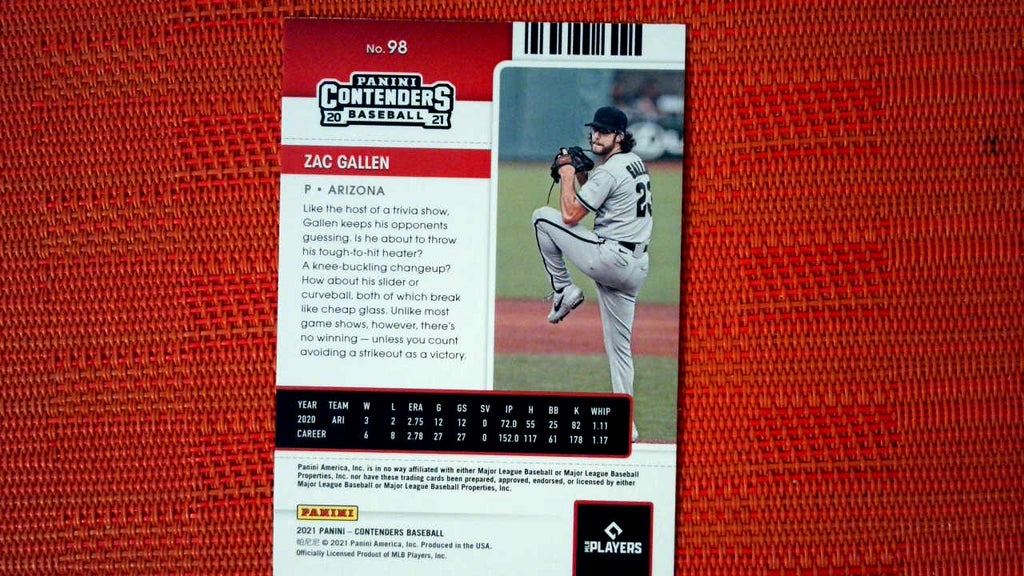 No. 98
PANINI
CONTENDERS
20 BASEBALL 21
ZAC GALLEN
P • ARIZONA
Like the host of a trivia show,
Gallen keeps his opponents
guessing. Is he about to throw
his tough-to-hit heater?
A knee-buckling changeup?
How about his slider or
curveball, both of which break
like cheap glass. Unlike most
game shows, however, there's
no winning — unless you count
avoiding a strikeout as a victory.
GALL
23
YEAR TEAM W L ERA G GS SV IP H BB K WHIP
2020 ARI 3 2 2.75 12 12 0 72.0 55 25 82 1.11
CAREER 6 8 2.78 27 27 0 152.0 117 61 178 1.17
Panini America, Inc. is in no way affiliated with either Major League Baseball or Major League Baseball
Properties, Inc. nor have these trading cards been prepared, approved, endorsed, or licensed by either
Major League Baseball or Major League Baseball Properties, Inc.
PANINI
2021 PANINI – CONTENDERS BASEBALL
帕尼尼 © 2021 Panini America, Inc. Produced in the USA.
Officially Licensed Product of MLB Players, Inc.
MLB PLAYERS